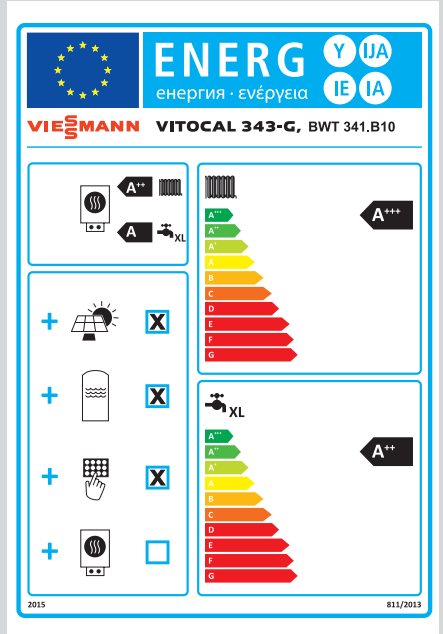 ENERG
Y IJA
енергия · ενέργεια
IE IA
VIESSMANN VITOCAL 343-G, BWT 341.B10
A++
A
XL
X
X
X
A+++
A++
A+
A
B
C
D
E
F
G
A+++
XL
A+++
A++
A+
A
B
C
D
E
F
G
A++
2015 811/2013